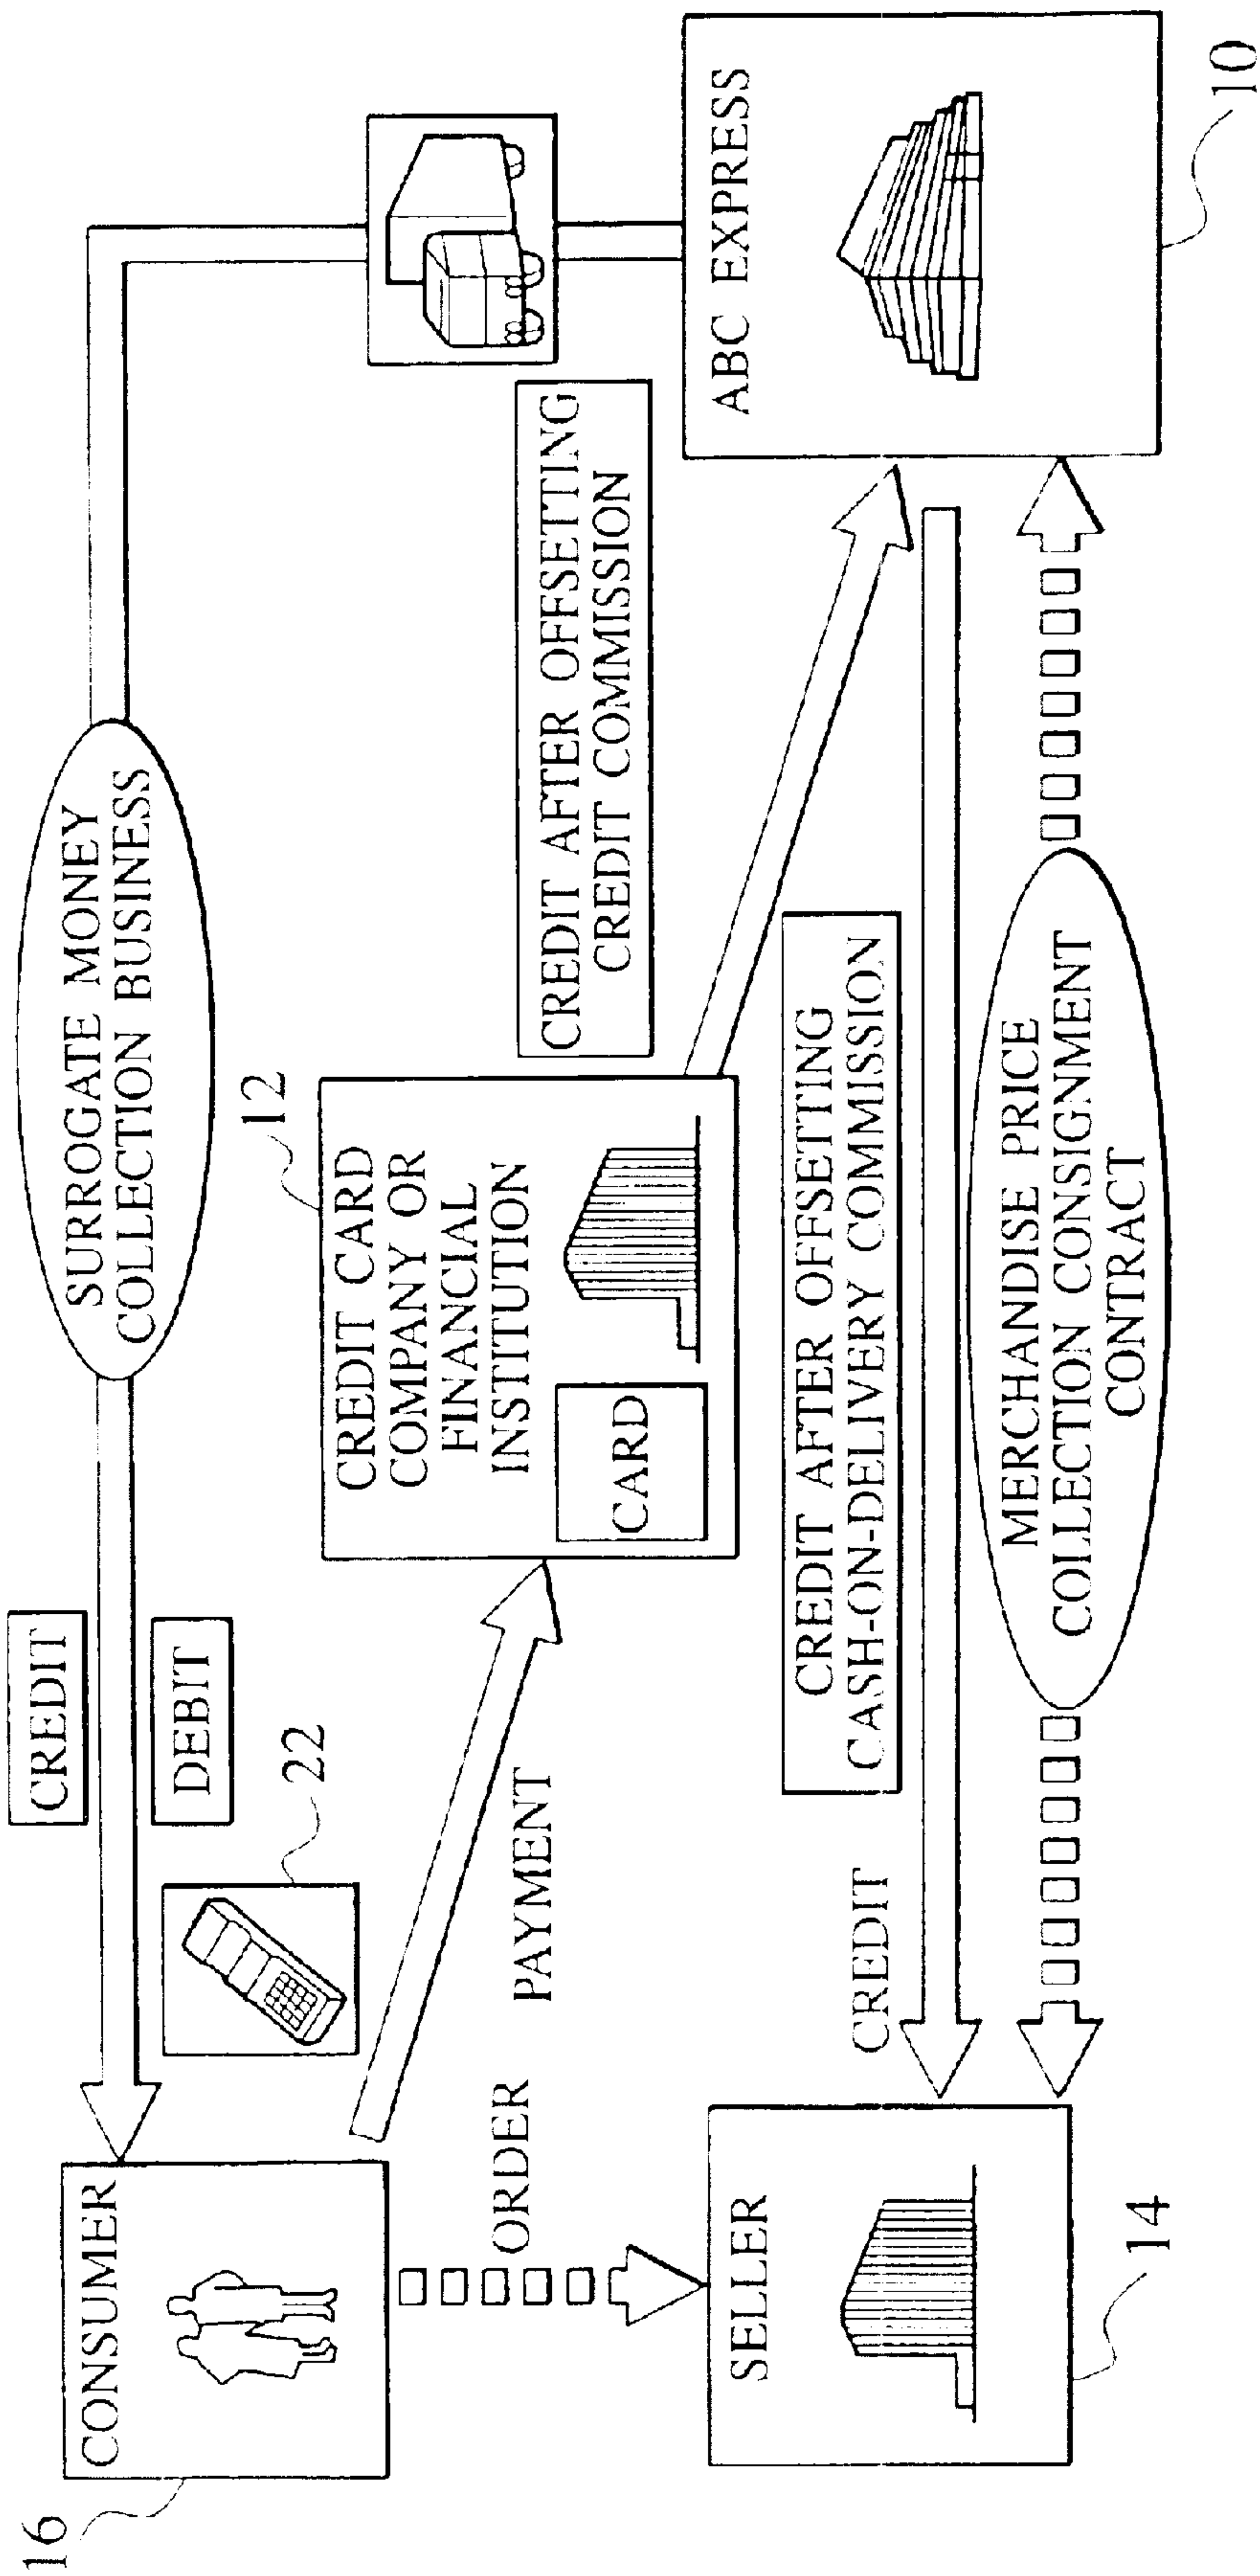 16
CONSUMER
CREDIT
DEBIT
22
SURROGATE MONEY
COLLECTION BUSINESS
12
CREDIT CARD
COMPANY OR
FINANCIAL
INSTITUTION
CARD
PAYMENT
ORDER
CREDIT AFTER OFFSETTING
CREDIT COMMISSION
ABC EXPRESS
10
SELLER
14
CREDIT
CREDIT AFTER OFFSETTING
CASH-ON-DELIVERY COMMISSION
MERCHANDISE PRICE
COLLECTION CONSIGNMENT
CONTRACT